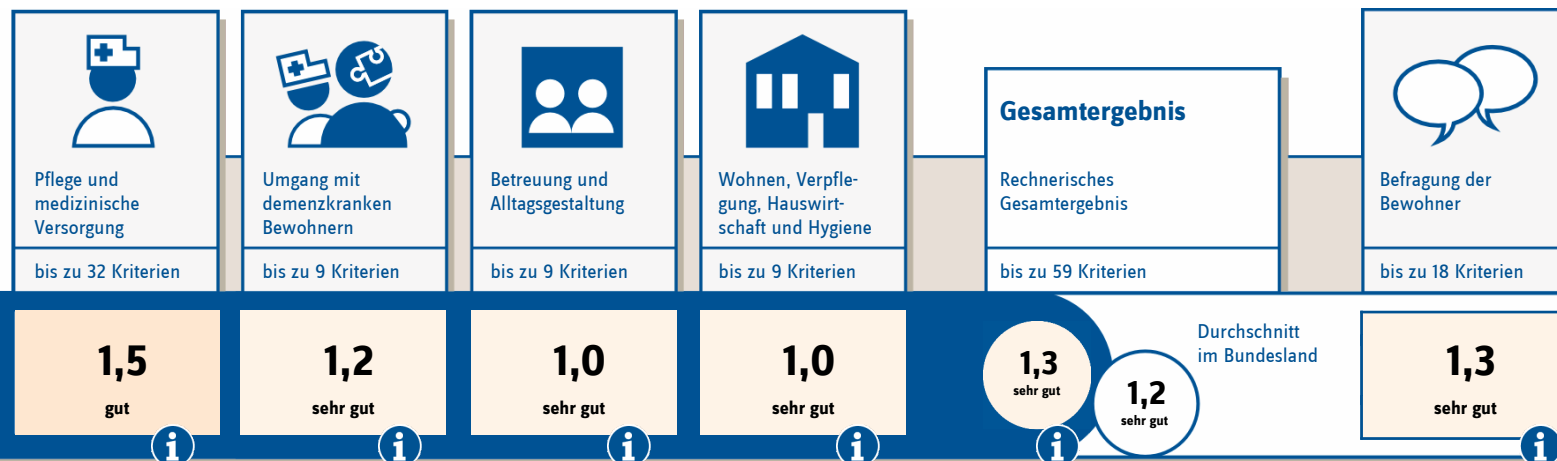 Pflege und
medizinische
Versorgung
bis zu 32 Kriterien
1,5
gut
Umgang mit
demenzkranken
Bewohnern
bis zu 9 Kriterien
1,2
sehr gut
Betreuung und
Alltagsgestaltung
bis zu 9 Kriterien
1,0
sehr gut
Wohnen, Verpfle-
gung, Hauswirt-
schaft und Hygiene
bis zu 9 Kriterien
1,0
sehr gut
Gesamtergebnis
Rechnerisches
Gesamtergebnis
bis zu 59 Kriterien
1,3
sehr gut
Durchschnitt
im Bundesland
1,2
sehr gut
Befragung der
Bewohner
bis zu 18 Kriterien
1,3
sehr gut
i
i
i
i
i
i